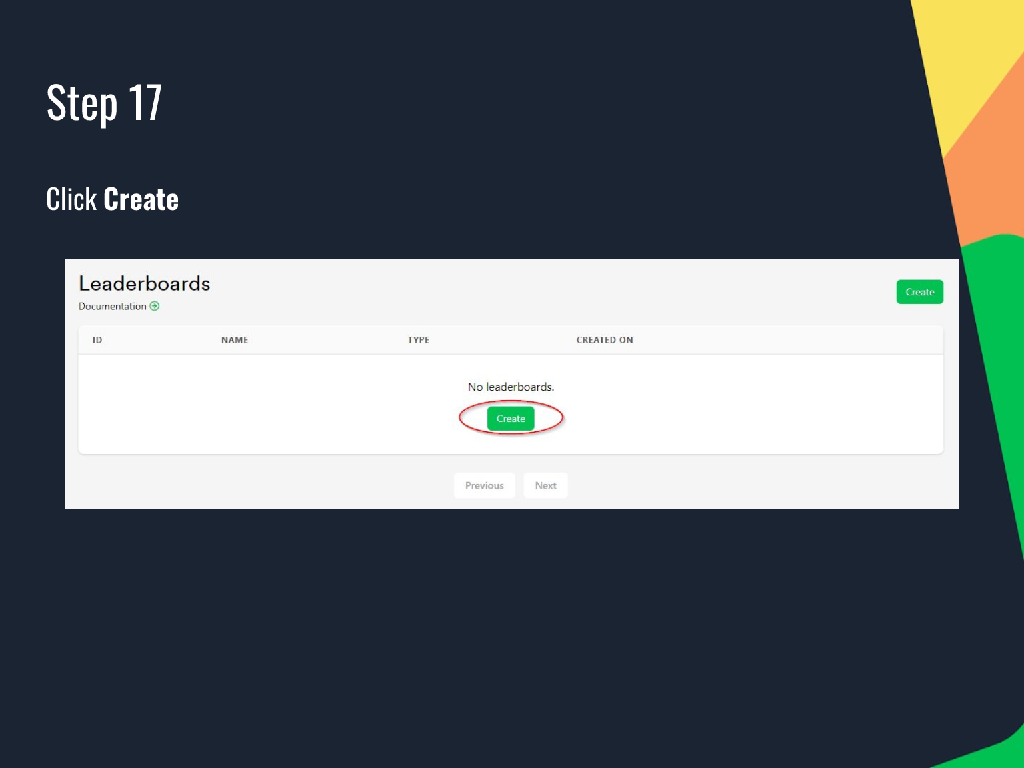 Step 17
Click Create
Leaderboards
Create
Documentation
ID NAME TYPE CREATED ON
No leaderboards.
Create
Previous Next